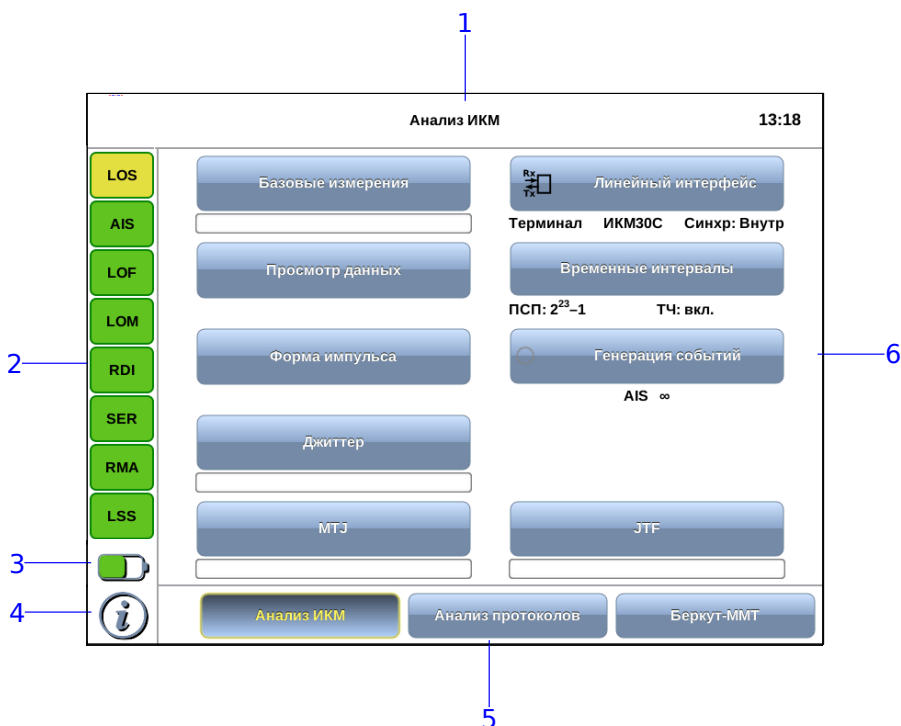 1
Анализ ИКМ 13:18
LOS
AIS
LOF
LOM
RDI
SER
RMA
LSS
2
3
4
Базовые измерения
Rx
Tx
Линейный интерфейс
Терминал ИКМ30С Синхр: Внутр
Просмотр данных
Временные интервалы
ПСП: 2²³–1 ТЧ: вкл.
Форма импульса
Генерация событий
AIS ∞
Джиттер
MTJ
JTF
6
Анализ ИКМ
Анализ протоколов
Беркут-ММТ
5